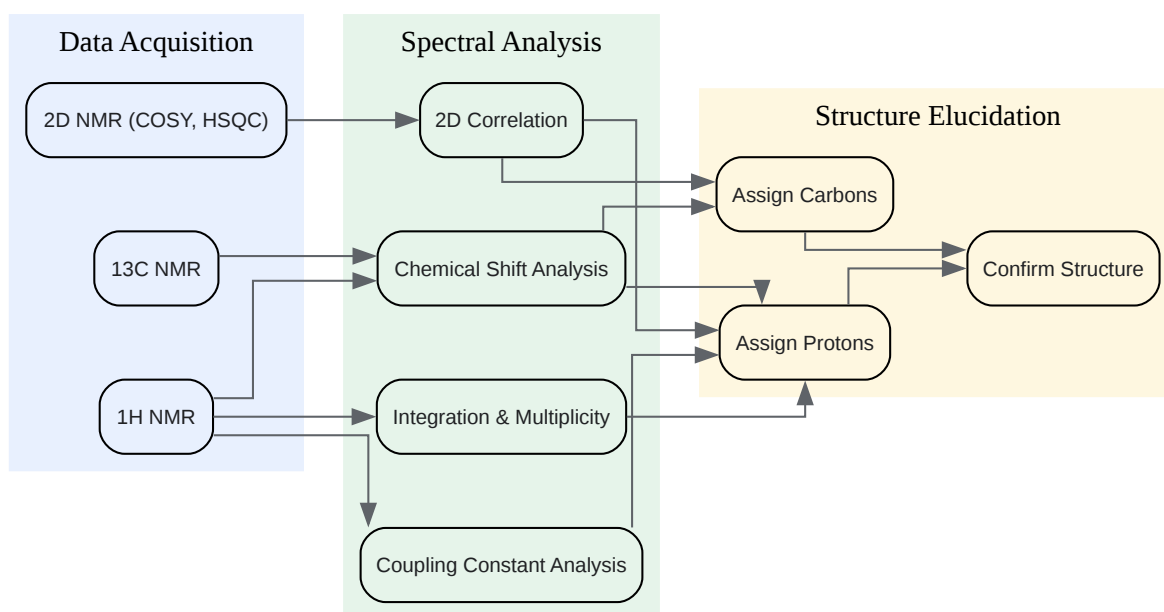 Data Acquisition
2D NMR (COSY, HSQC)
13C NMR
1H NMR
Spectral Analysis
2D Correlation
Chemical Shift Analysis
Integration & Multiplicity
Coupling Constant Analysis
Structure Elucidation
Assign Carbons
Assign Protons
Confirm Structure